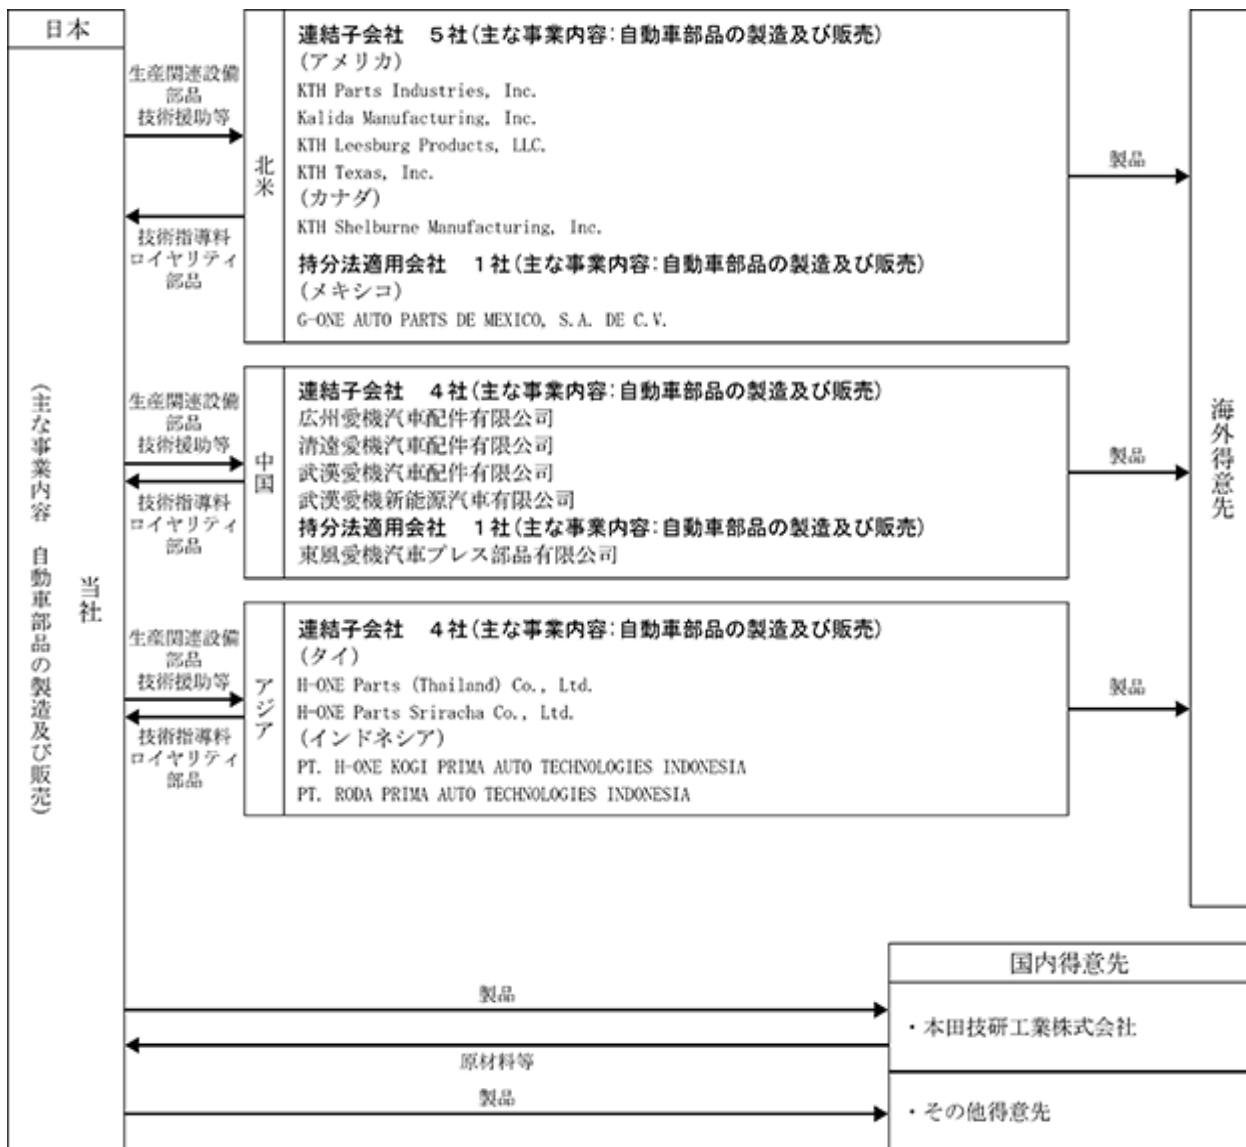 日本
(主な事業内容 自動車部品の製造及び販売)
当社
生産関連設備
部品
技術援助等
技術指導料
ロイヤリティ
部品
北米
連結子会社 5社(主な事業内容:自動車部品の製造及び販売)
(アメリカ)
KTH Parts Industries, Inc.
Kalida Manufacturing, Inc.
KTH Leesburg Products, LLC.
KTH Texas, Inc.
(カナダ)
KTH Shelburne Manufacturing, Inc.
持分法適用会社 1社(主な事業内容:自動車部品の製造及び販売)
(メキシコ)
G-ONE AUTO PARTS DE MEXICO, S.A. DE C.V.
製品
生産関連設備
部品
技術援助等
技術指導料
ロイヤリティ
部品
中国
連結子会社 4社(主な事業内容:自動車部品の製造及び販売)
広州愛機汽車配件有限公司
清遠愛機汽車配件有限公司
武漢愛機汽車配件有限公司
武漢愛機新能源汽車有限公司
持分法適用会社 1社(主な事業内容:自動車部品の製造及び販売)
東風愛機汽車プレス部品有限公司
製品
生産関連設備
部品
技術援助等
技術指導料
ロイヤリティ
部品
アジア
連結子会社 4社(主な事業内容:自動車部品の製造及び販売)
(タイ)
H-ONE Parts (Thailand) Co., Ltd.
H-ONE Parts Sriracha Co., Ltd.
(インドネシア)
PT. H-ONE KOGI PRIMA AUTO TECHNOLOGIES INDONESIA
PT. RODA PRIMA AUTO TECHNOLOGIES INDONESIA
製品
海外得意先
国内得意先
製品
・本田技研工業株式会社
原材料等
製品
・その他得意先